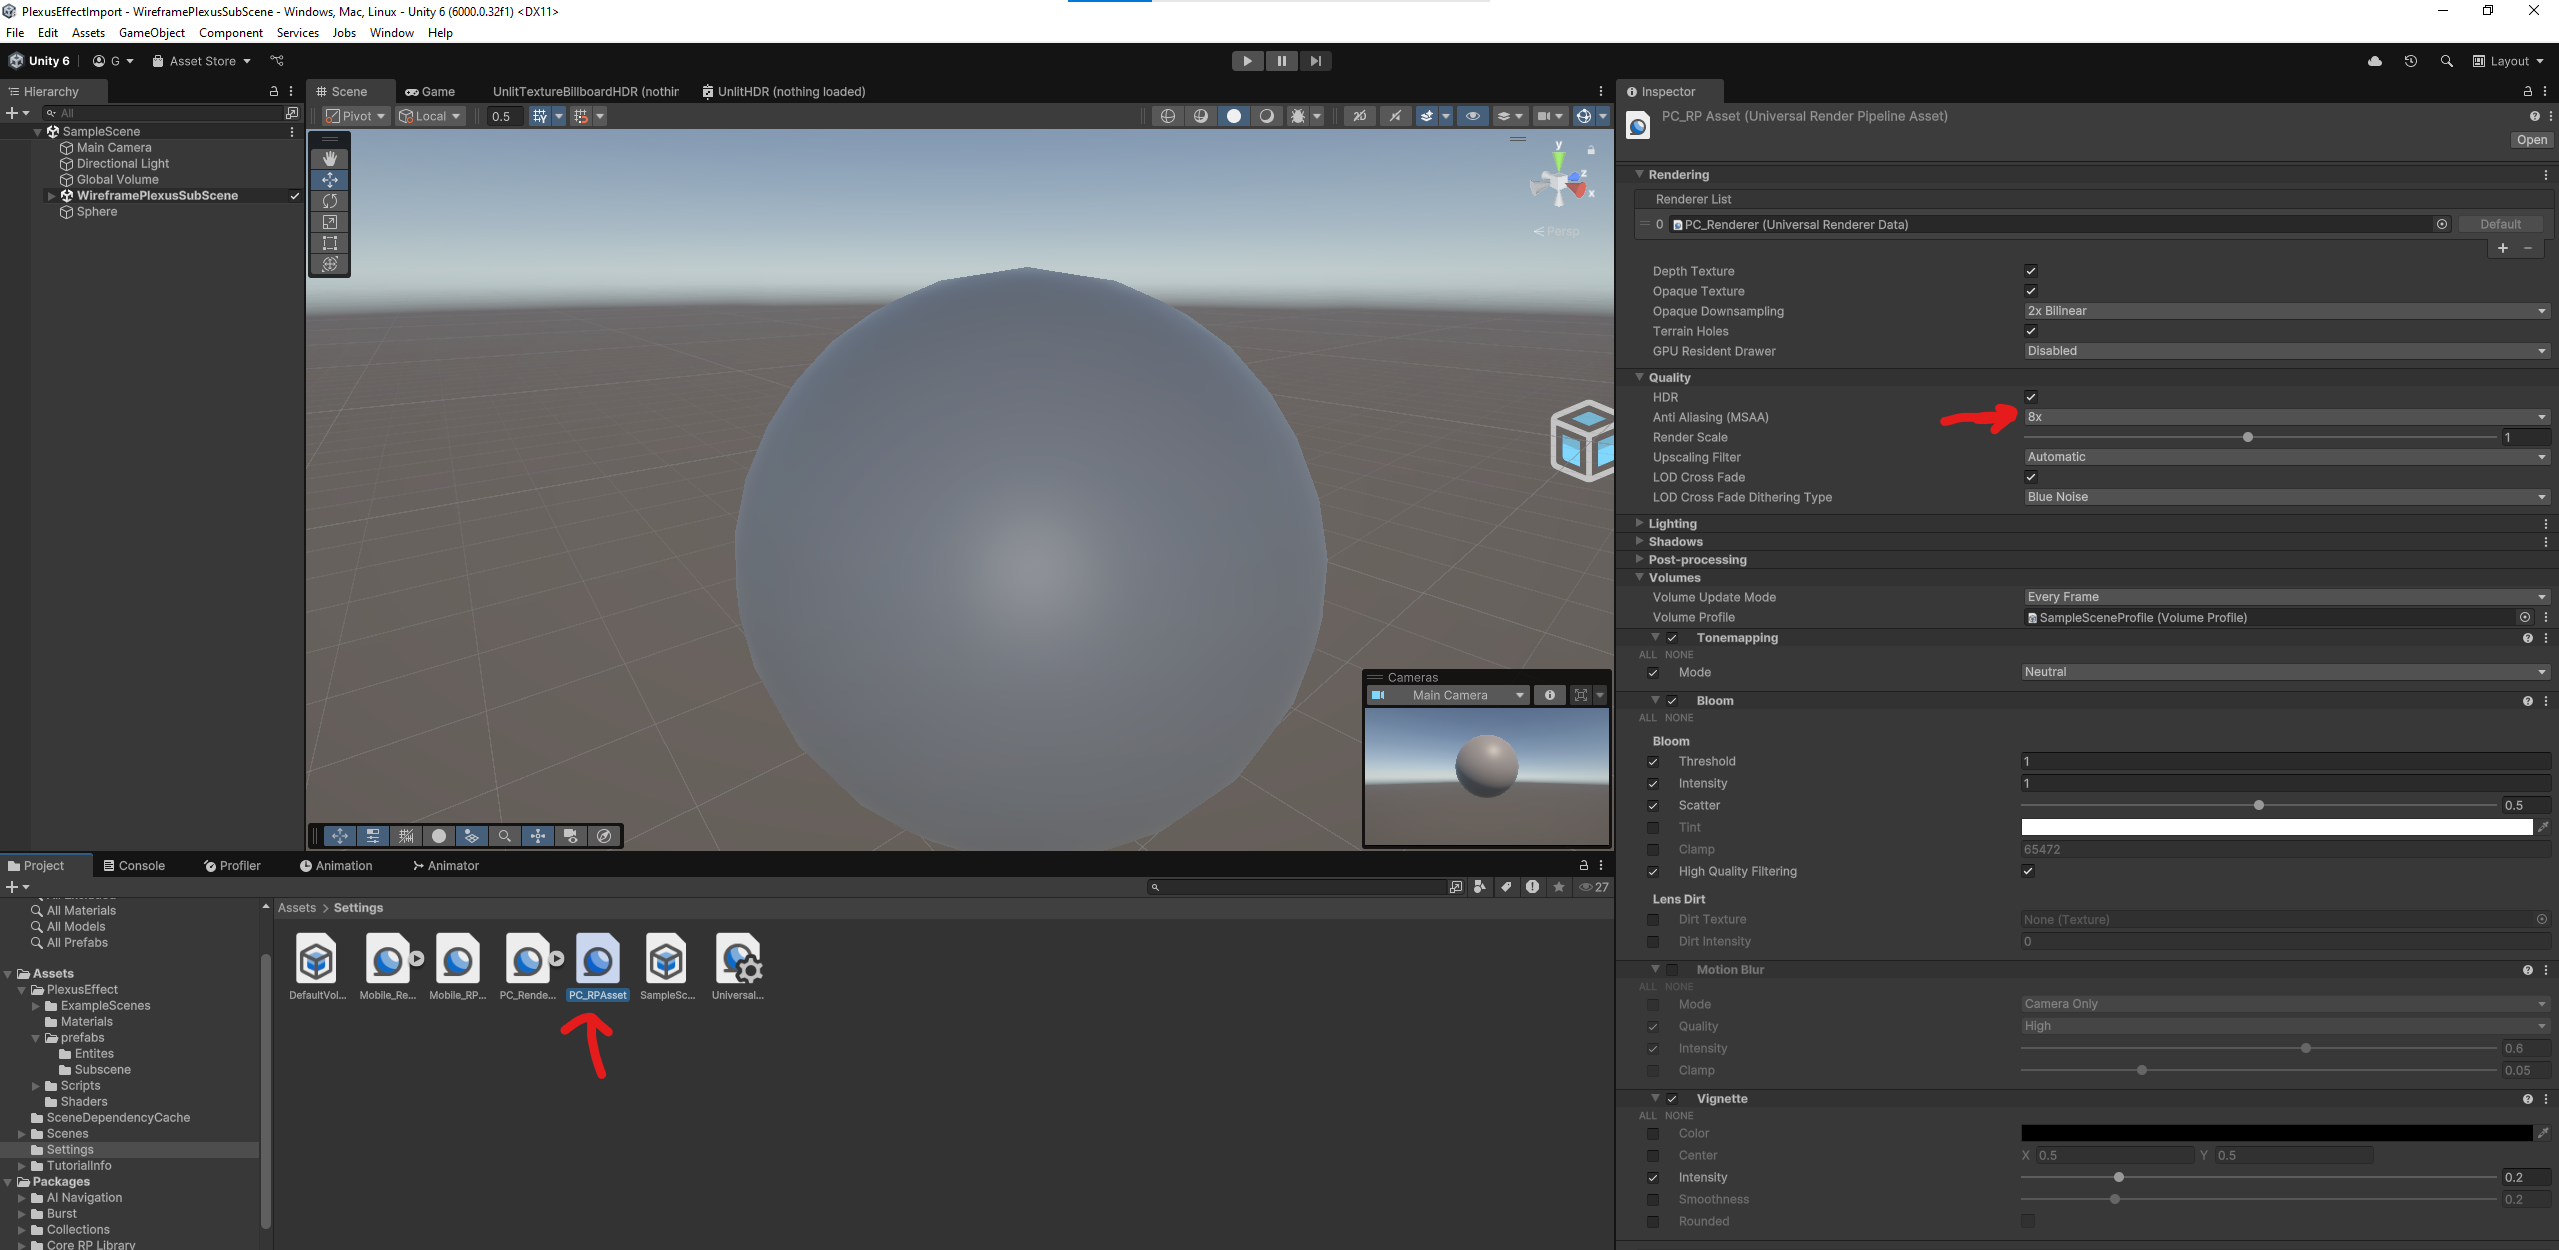 PlexusEffectImport - WireframePlexusSubScene - Windows, Mac, Linux - Unity 6 (6000.0.32f1) <DX11>
File Edit Assets GameObject Component Services Jobs Window Help
Unity 6 G Asset Store Layout
Hierarchy
All
SampleScene
Main Camera
Directional Light
Global Volume
WireframePlexusSubScene
Sphere
Scene Game UnlitTextureBillboardHDR (nothir UnlitHDR (nothing loaded)
Pivot Local 0.5 2D
y
z
x
Persp
Cameras
Main Camera
Project Console Profiler Animation Animator
27
All Materials
All Models
All Prefabs
Assets
PlexusEffect
ExampleScenes
Materials
prefabs
Entites
Subscene
Scripts
Shaders
SceneDependencyCache
Scenes
Settings
TutorialInfo
Packages
AI Navigation
Burst
Collections
Core RP Library
Assets > Settings
DefaultVol... Mobile_Re... Mobile_RP... PC_Rende... PC_RPAsset SampleSc... Universal...
Inspector
PC_RP Asset (Universal Render Pipeline Asset)
Open
Rendering
Renderer List
0 PC_Renderer (Universal Renderer Data) Default
+ -
Depth Texture
Opaque Texture
Opaque Downsampling 2x Bilinear
Terrain Holes
GPU Resident Drawer Disabled
Quality
HDR
Anti Aliasing (MSAA) 8x
Render Scale 1
Upscaling Filter Automatic
LOD Cross Fade
LOD Cross Fade Dithering Type Blue Noise
Lighting
Shadows
Post-processing
Volumes
Volume Update Mode Every Frame
Volume Profile SampleSceneProfile (Volume Profile)
Tonemapping
ALL NONE
Mode Neutral
Bloom
ALL NONE
Bloom
Threshold 1
Intensity 1
Scatter 0.5
Tint
Clamp 65472
High Quality Filtering
Lens Dirt
Dirt Texture None (Texture)
Dirt Intensity 0
Motion Blur
ALL NONE
Mode Camera Only
Quality High
Intensity 0.6
Clamp 0.05
Vignette
ALL NONE
Color
Center X 0.5 Y 0.5
Intensity 0.2
Smoothness 0.2
Rounded